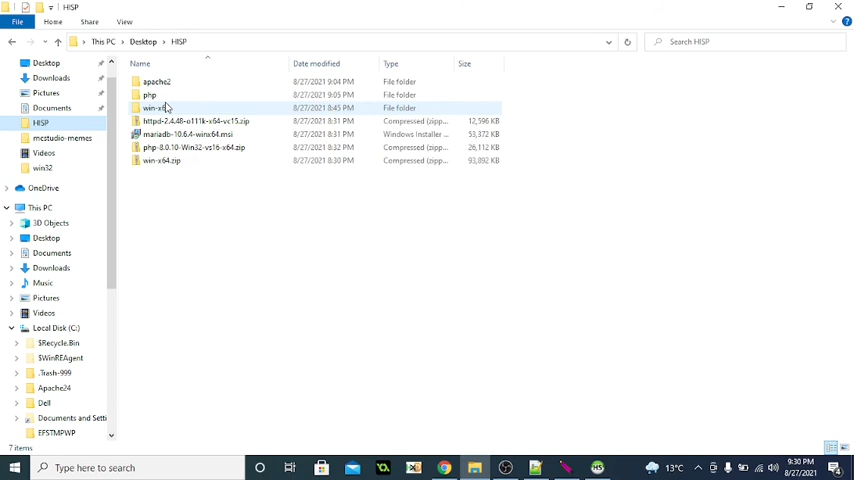 HISP
File Home Share View
This PC Desktop HISP
Search HISP
Name Date modified Type Size
Desktop
Downloads
Pictures
Documents
HISP
mcstudio-memes
Videos
win32
OneDrive
This PC
3D Objects
Desktop
Documents
Downloads
Music
Pictures
Videos
Local Disk (C:)
$Recycle.Bin
$WinREAgent
.Trash-999
Apache24
Dell
Documents and Setti
EFSTMPWP
apache2 8/27/2021 9:04 PM File folder
php 8/27/2021 9:05 PM File folder
win-x64 8/27/2021 8:45 PM File folder
httpd-2.4.48-o111k-x64-vc15.zip 8/27/2021 8:31 PM Compressed (zipp... 12,596 KB
mariadb-10.6.4-winx64.msi 8/27/2021 8:31 PM Windows Installer ... 53,372 KB
php-8.0.10-Win32-vs16-x64.zip 8/27/2021 8:32 PM Compressed (zipp... 26,112 KB
win-x64.zip 8/27/2021 8:30 PM Compressed (zipp... 93,892 KB
7 items
Type here to search
HS
13°C
9:30 PM
8/27/2021
4